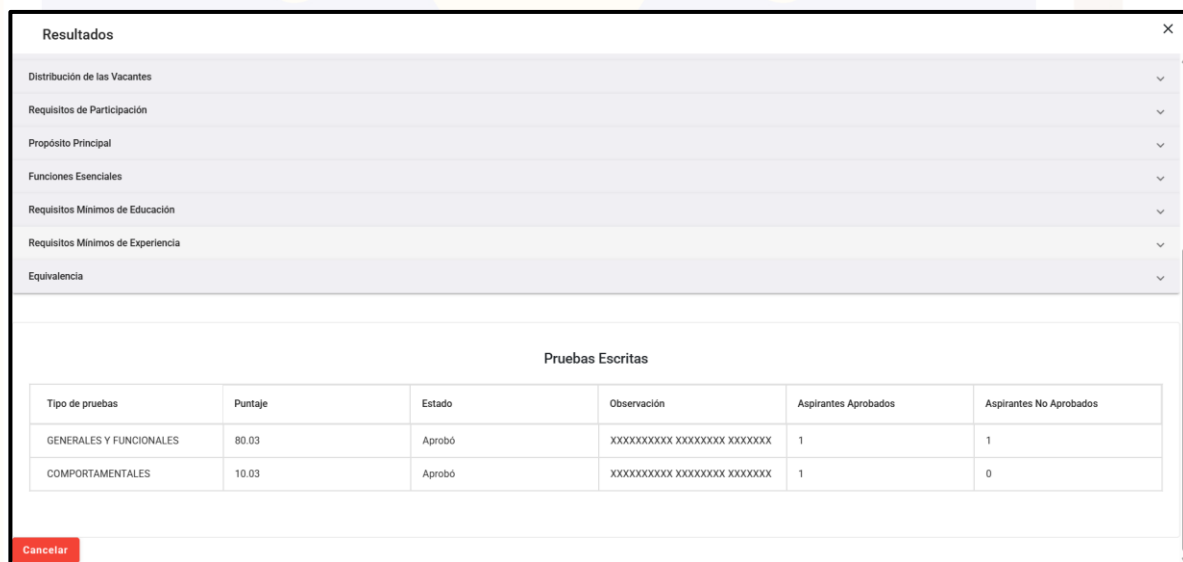 Resultados
Distribución de las Vacantes
Requisitos de Participación
Propósito Principal
Funciones Esenciales
Requisitos Mínimos de Educación
Requisitos Mínimos de Experiencia
Equivalencia
Pruebas Escritas
Tipo de pruebas Puntaje Estado Observación Aspirantes Aprobados Aspirantes No Aprobados
GENERALES Y FUNCIONALES 80.03 Aprobó XXXXXXXXXX XXXXXXXX XXXXXXX 1 1
COMPORTAMENTALES 10.03 Aprobó XXXXXXXXXX XXXXXXXX XXXXXXX 1 0
Cancelar